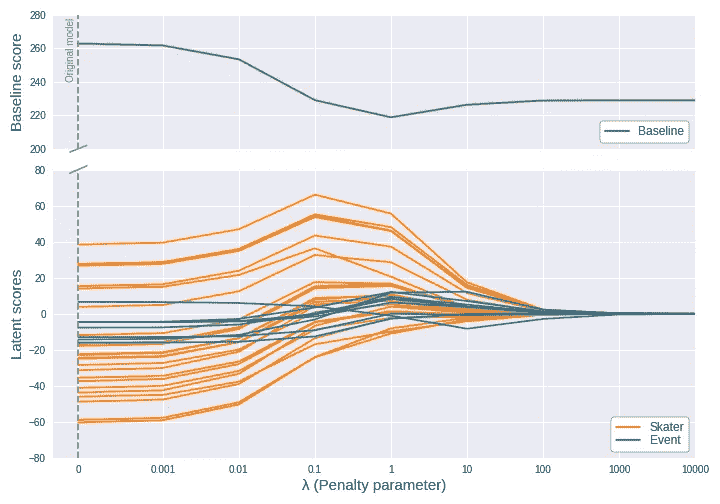 280
260
240
220
200
Baseline score
Original model
Baseline
80
60
40
20
0
−20
−40
−60
−80
Latent scores
Skater
Event
0 0.001 0.01 0.1 1 10 100 1000 10000
λ (Penalty parameter)